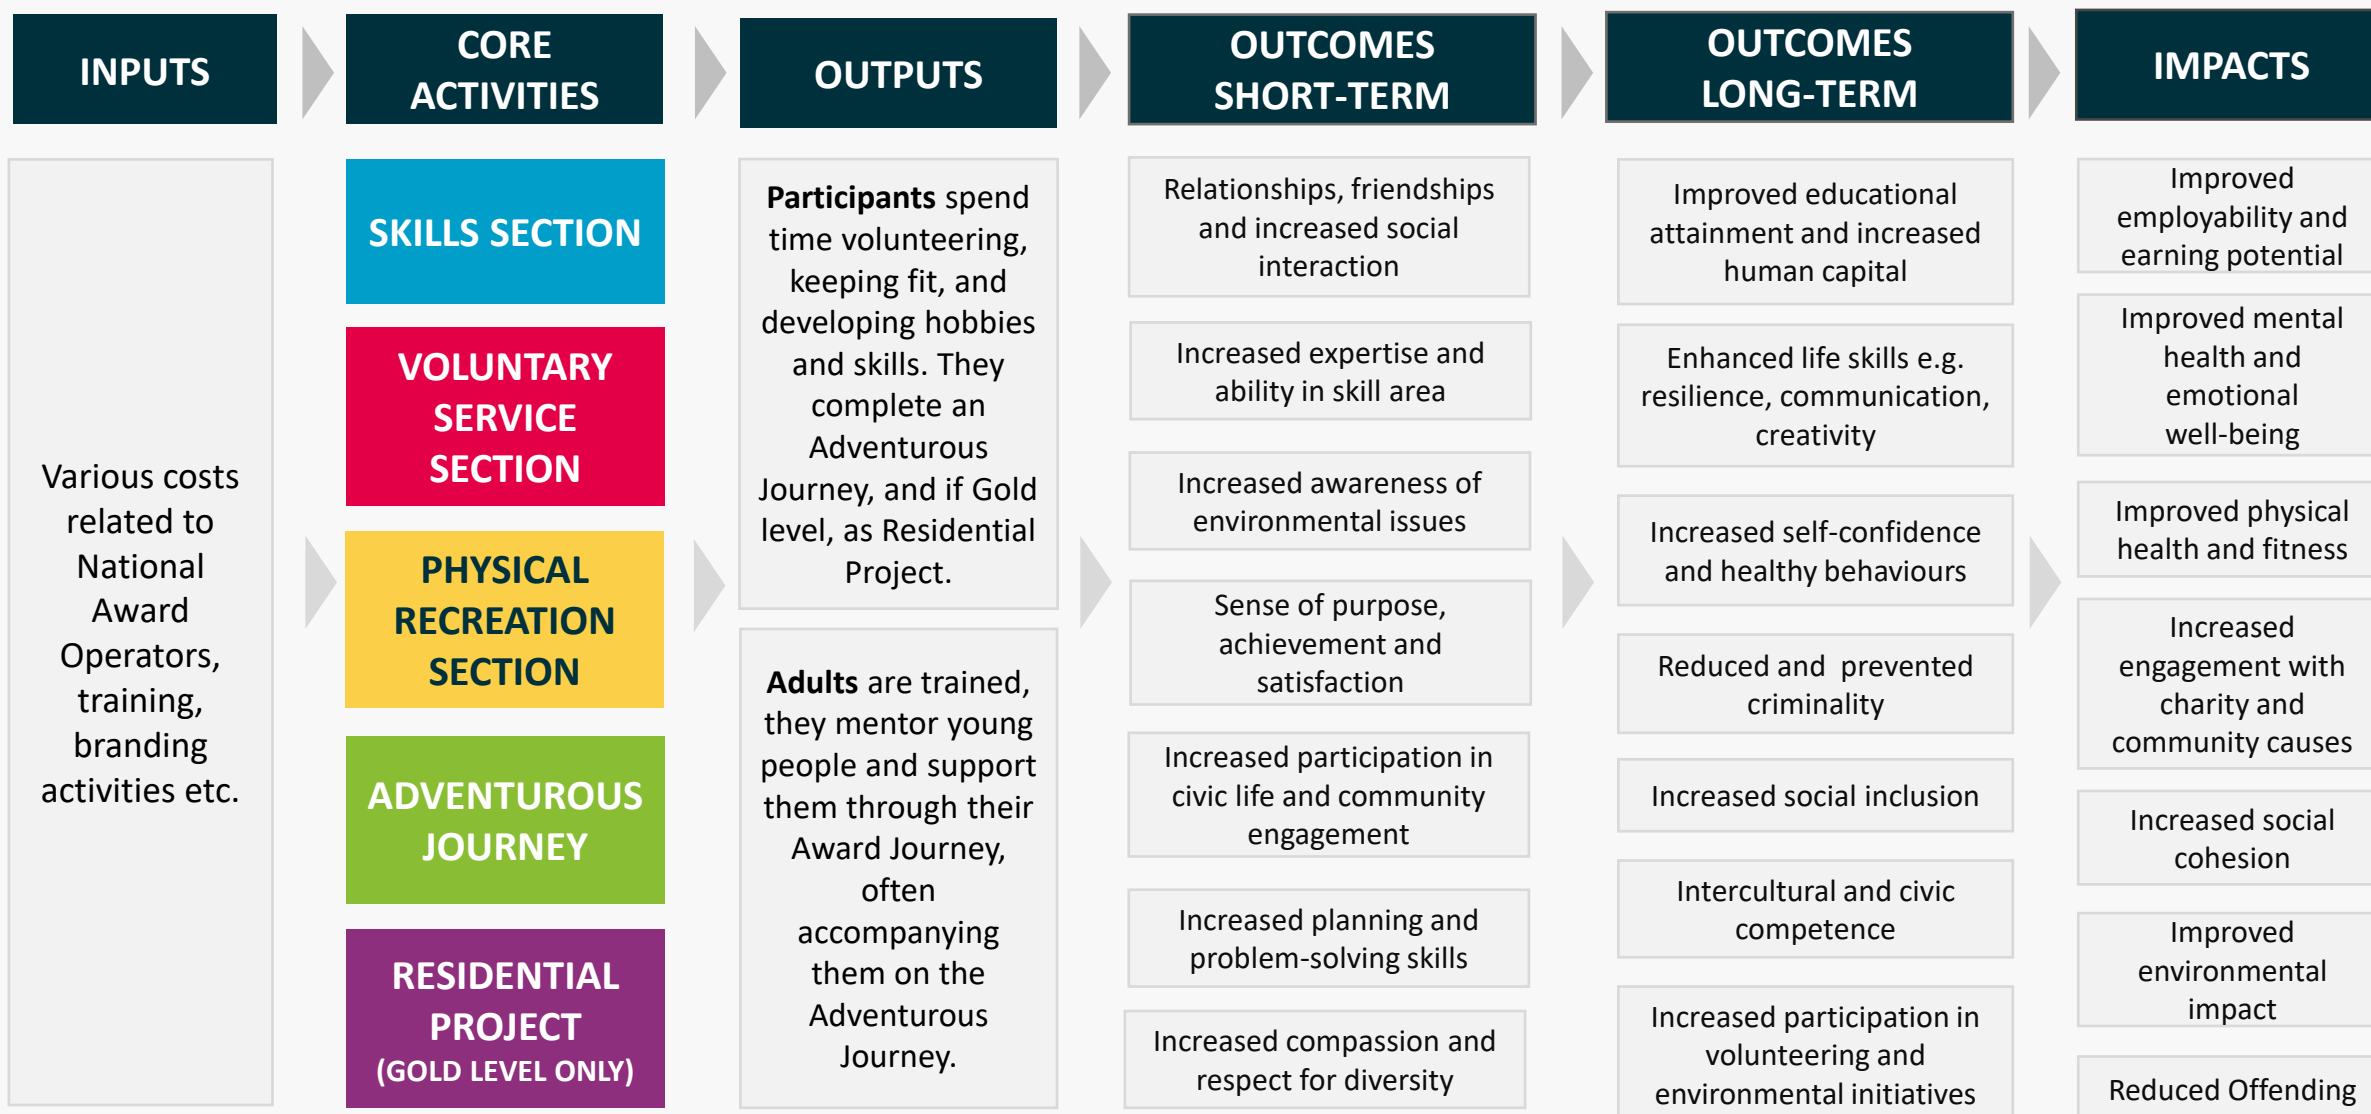 INPUTS
CORE
ACTIVITIES
OUTPUTS
OUTCOMES
SHORT-TERM
OUTCOMES
LONG-TERM
IMPACTS
Various costs
related to
National
Award
Operators,
training,
branding
activities etc.
SKILLS SECTION
VOLUNTARY
SERVICE
SECTION
PHYSICAL
RECREATION
SECTION
ADVENTUROUS
JOURNEY
RESIDENTIAL
PROJECT
(GOLD LEVEL ONLY)
Participants spend
time volunteering,
keeping fit, and
developing hobbies
and skills. They
complete an
Adventurous
Journey, and if Gold
level, as Residential
Project.
Adults are trained,
they mentor young
people and support
them through their
Award Journey,
often
accompanying
them on the
Adventurous
Journey.
Relationships, friendships
and increased social
interaction
Increased expertise and
ability in skill area
Increased awareness of
environmental issues
Sense of purpose,
achievement and
satisfaction
Increased participation in
civic life and community
engagement
Increased planning and
problem-solving skills
Increased compassion and
respect for diversity
Improved educational
attainment and increased
human capital
Enhanced life skills e.g.
resilience, communication,
creativity
Increased self-confidence
and healthy behaviours
Reduced and  prevented
criminality
Increased social inclusion
Intercultural and civic
competence
Increased participation in
volunteering and
environmental initiatives
Improved
employability and
earning potential
Improved mental
health and
emotional
well-being
Improved physical
health and fitness
Increased
engagement with
charity and
community causes
Increased social
cohesion
Improved
environmental
impact
Reduced Offending